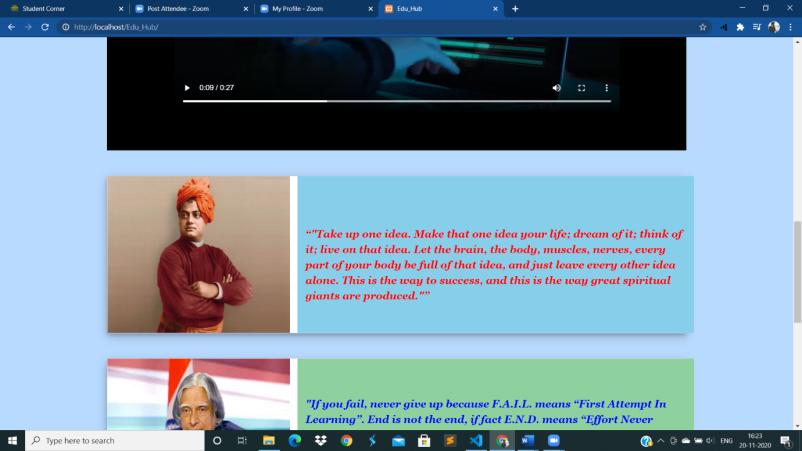 Student Corner
Post Attendee - Zoom
My Profile - Zoom
Edu_Hub
http://localhost/Edu_Hub/
0:09 / 0:27
“"Take up one idea. Make that one idea your life; dream of it; think of
it; live on that idea. Let the brain, the body, muscles, nerves, every
part of your body be full of that idea, and just leave every other idea
alone. This is the way to success, and this is the way great spiritual
giants are produced."”
"If you fail, never give up because F.A.I.L. means “First Attempt In
Learning”. End is not the end, if fact E.N.D. means “Effort Never
Type here to search
ENG
16:23
20-11-2020